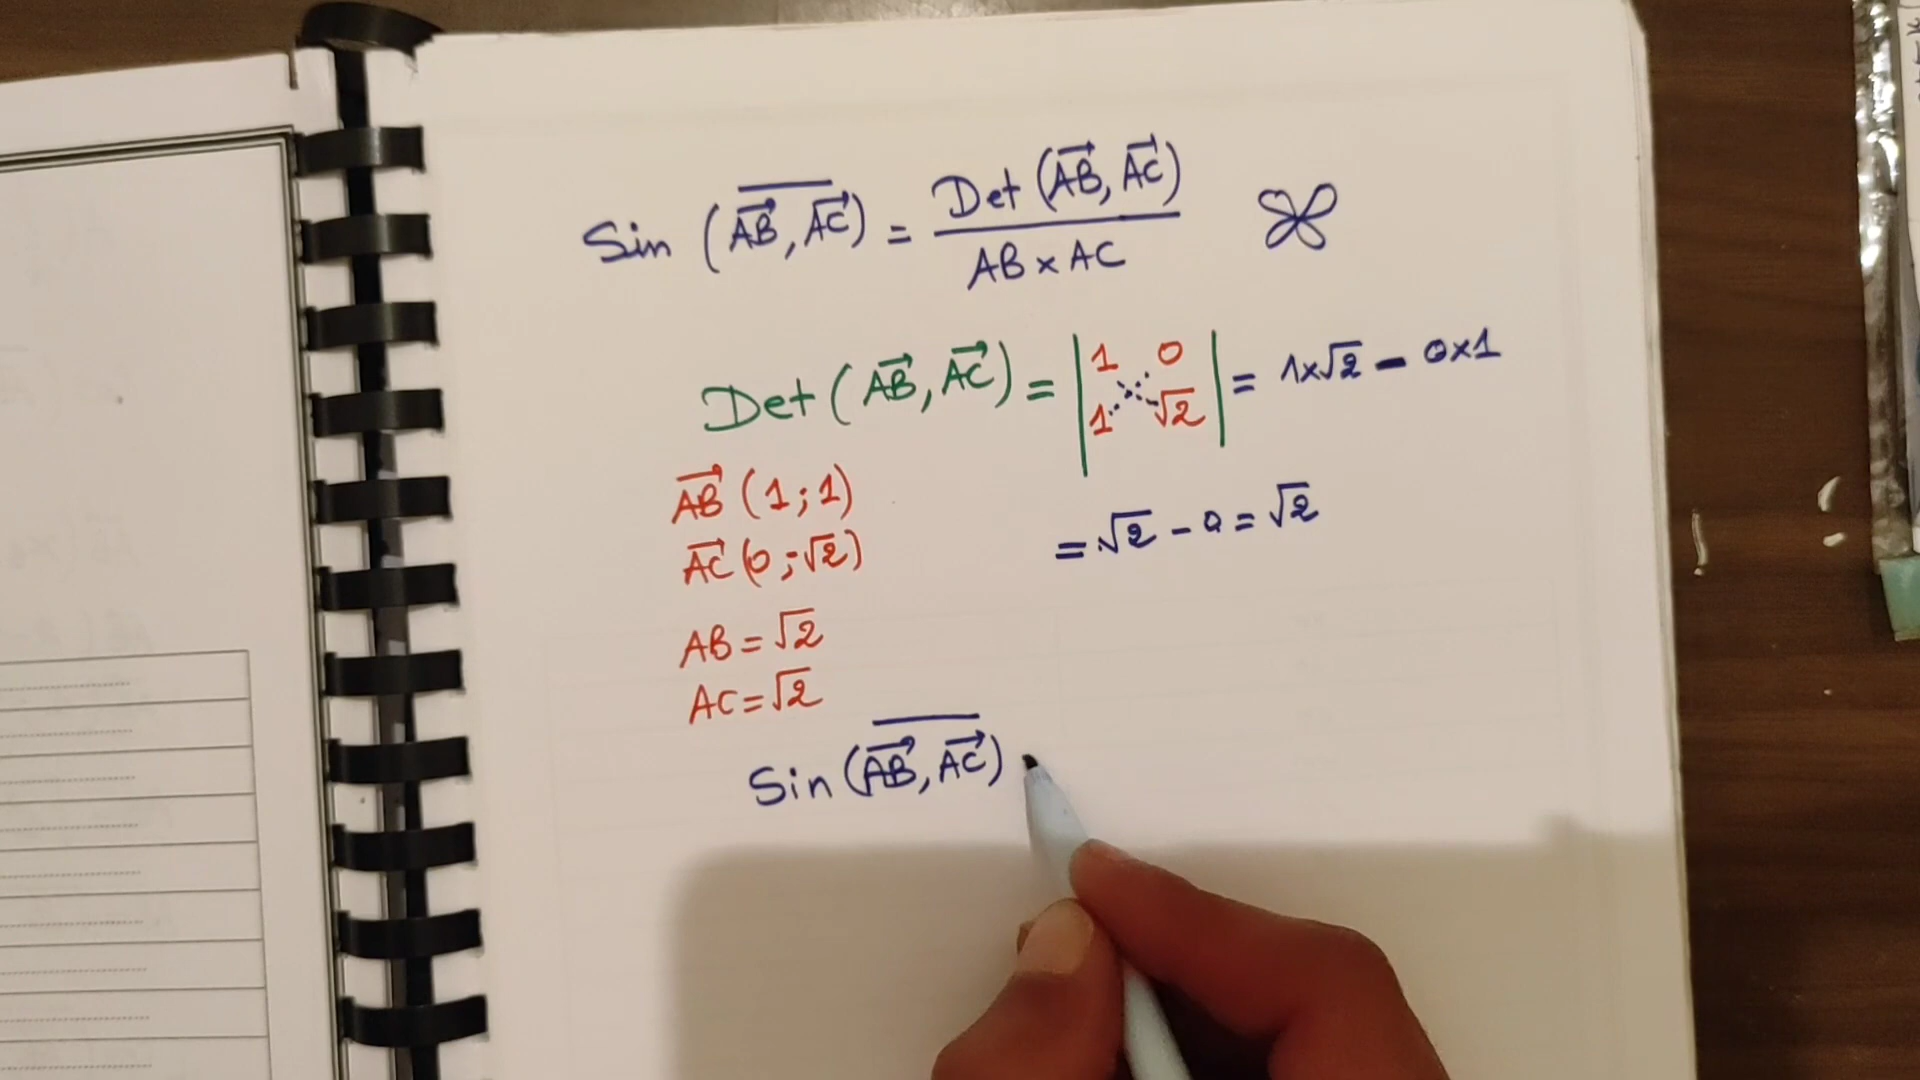 Sin (AB, AC) = Det (AB, AC) / AB × AC
Det (AB, AC) = | 1 0 ; 1 √2 | = 1×√2 - 0×1
AB (1 ; 1)
AC (0 ; √2)
= √2 - 0 = √2
AB = √2
AC = √2
Sin (AB, AC)